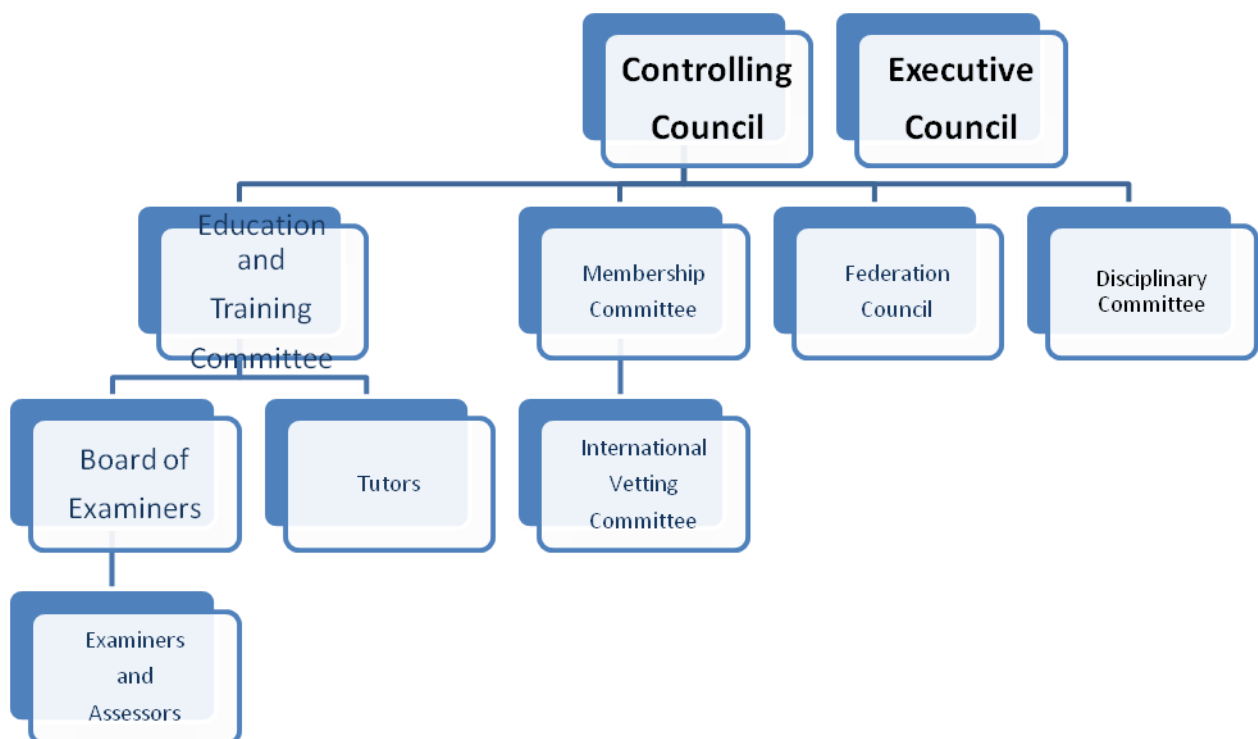 Controlling
Council
Executive
Council
Education
and
Training
Committee
Membership
Committee
Federation
Council
Disciplinary
Committee
Board of
Examiners
Tutors
International
Vetting
Committee
Examiners
and
Assessors